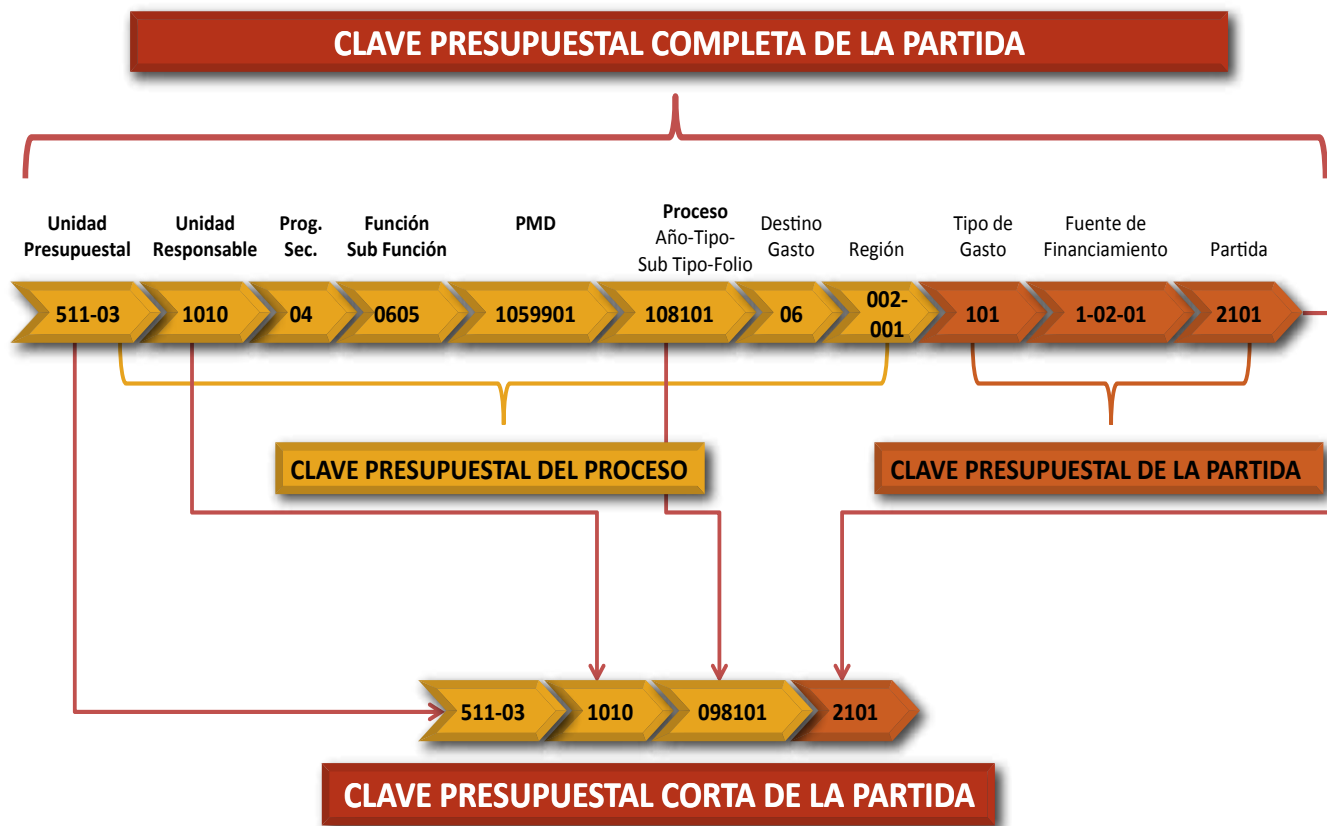 CLAVE PRESUPUESTAL COMPLETA DE LA PARTIDA
Unidad
Presupuestal
Unidad
Responsable
Prog.
Sec.
Función
Sub Función
PMD
Proceso
Año-Tipo-
Sub Tipo-Folio
Destino
Gasto
Región
Tipo de
Gasto
Fuente de
Financiamiento
Partida
511-03
1010
04
0605
1059901
108101
06
002-
001
101
1-02-01
2101
CLAVE PRESUPUESTAL DEL PROCESO
CLAVE PRESUPUESTAL DE LA PARTIDA
511-03
1010
098101
2101
CLAVE PRESUPUESTAL CORTA DE LA PARTIDA